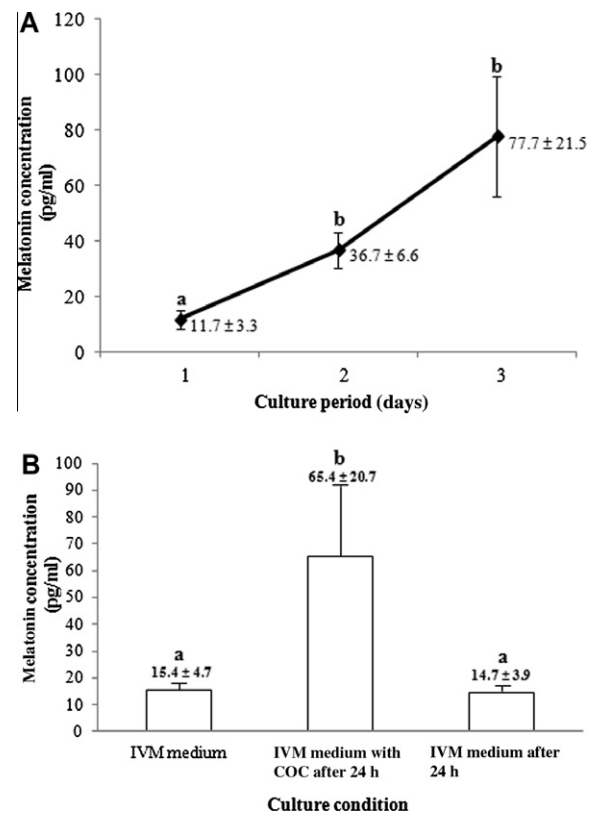 A
Melatonin concentration
(pg/ml)
120
100
80
60
40
20
0
a
11.7±3.3
b
36.7±6.6
b
77.7±21.5
1 2 3
Culture period (days)
B
Melatonin concentration
(pg/ml)
100
90
80
70
60
50
40
30
20
10
0
a
15.4±4.7
b
65.4±20.7
a
14.7±3.9
IVM medium
IVM medium with
COC after 24 h
IVM medium after
24 h
Culture condition